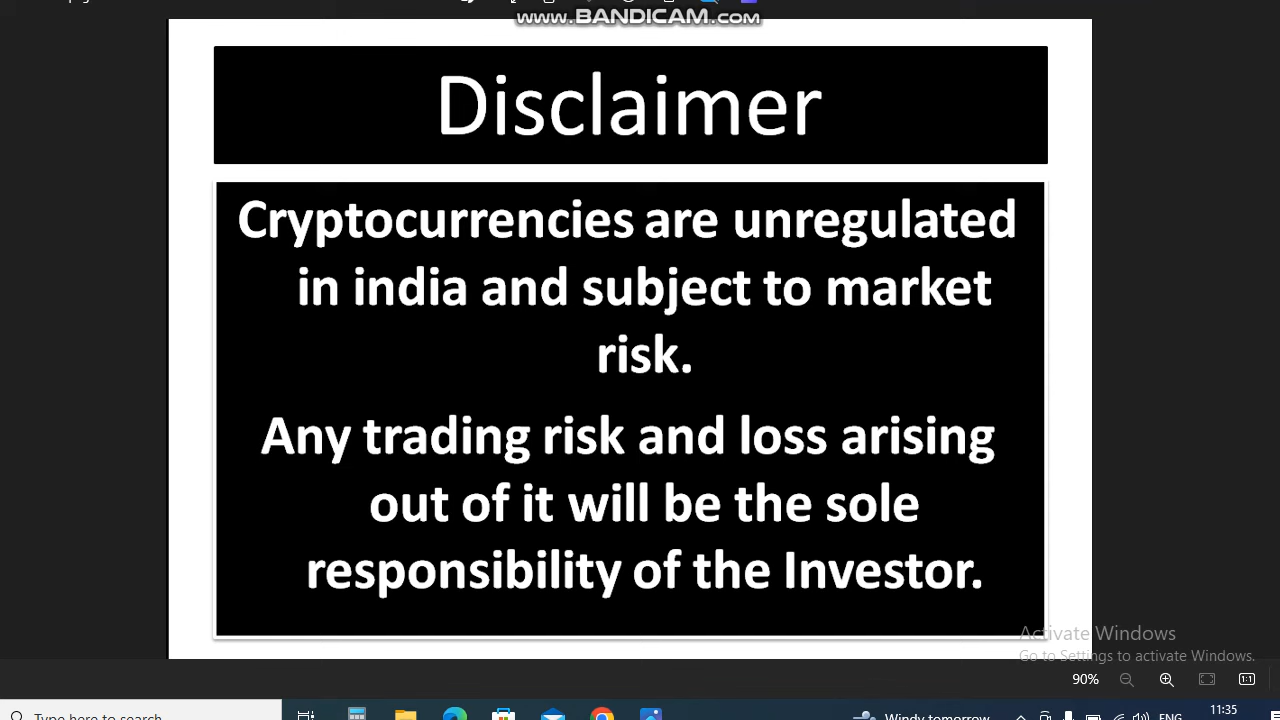 www.BANDICAM.com
Disclaimer
Cryptocurrencies are unregulated
in india and subject to market
risk.
Any trading risk and loss arising
out of it will be the sole
responsibility of the Investor.
Activate Windows
Go to Settings to activate Windows.
90%
11:35
Type here to search
Windy tomorrow
ENG